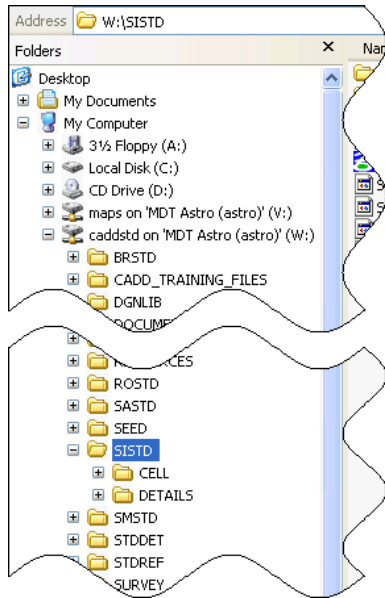 Address W:\SISTD
Folders × Nar
Desktop
My Documents
My Computer
3½ Floppy (A:)
Local Disk (C:)
CD Drive (D:)
maps on 'MDT Astro (astro)' (V:)
caddstd on 'MDT Astro (astro)' (W:)
BRSTD
CADD_TRAINING_FILES
DGNLIB
ROSTD
SASTD
SEED
SISTD
CELL
DETAILS
SMSTD
STDDET
STDREF
SURVEY